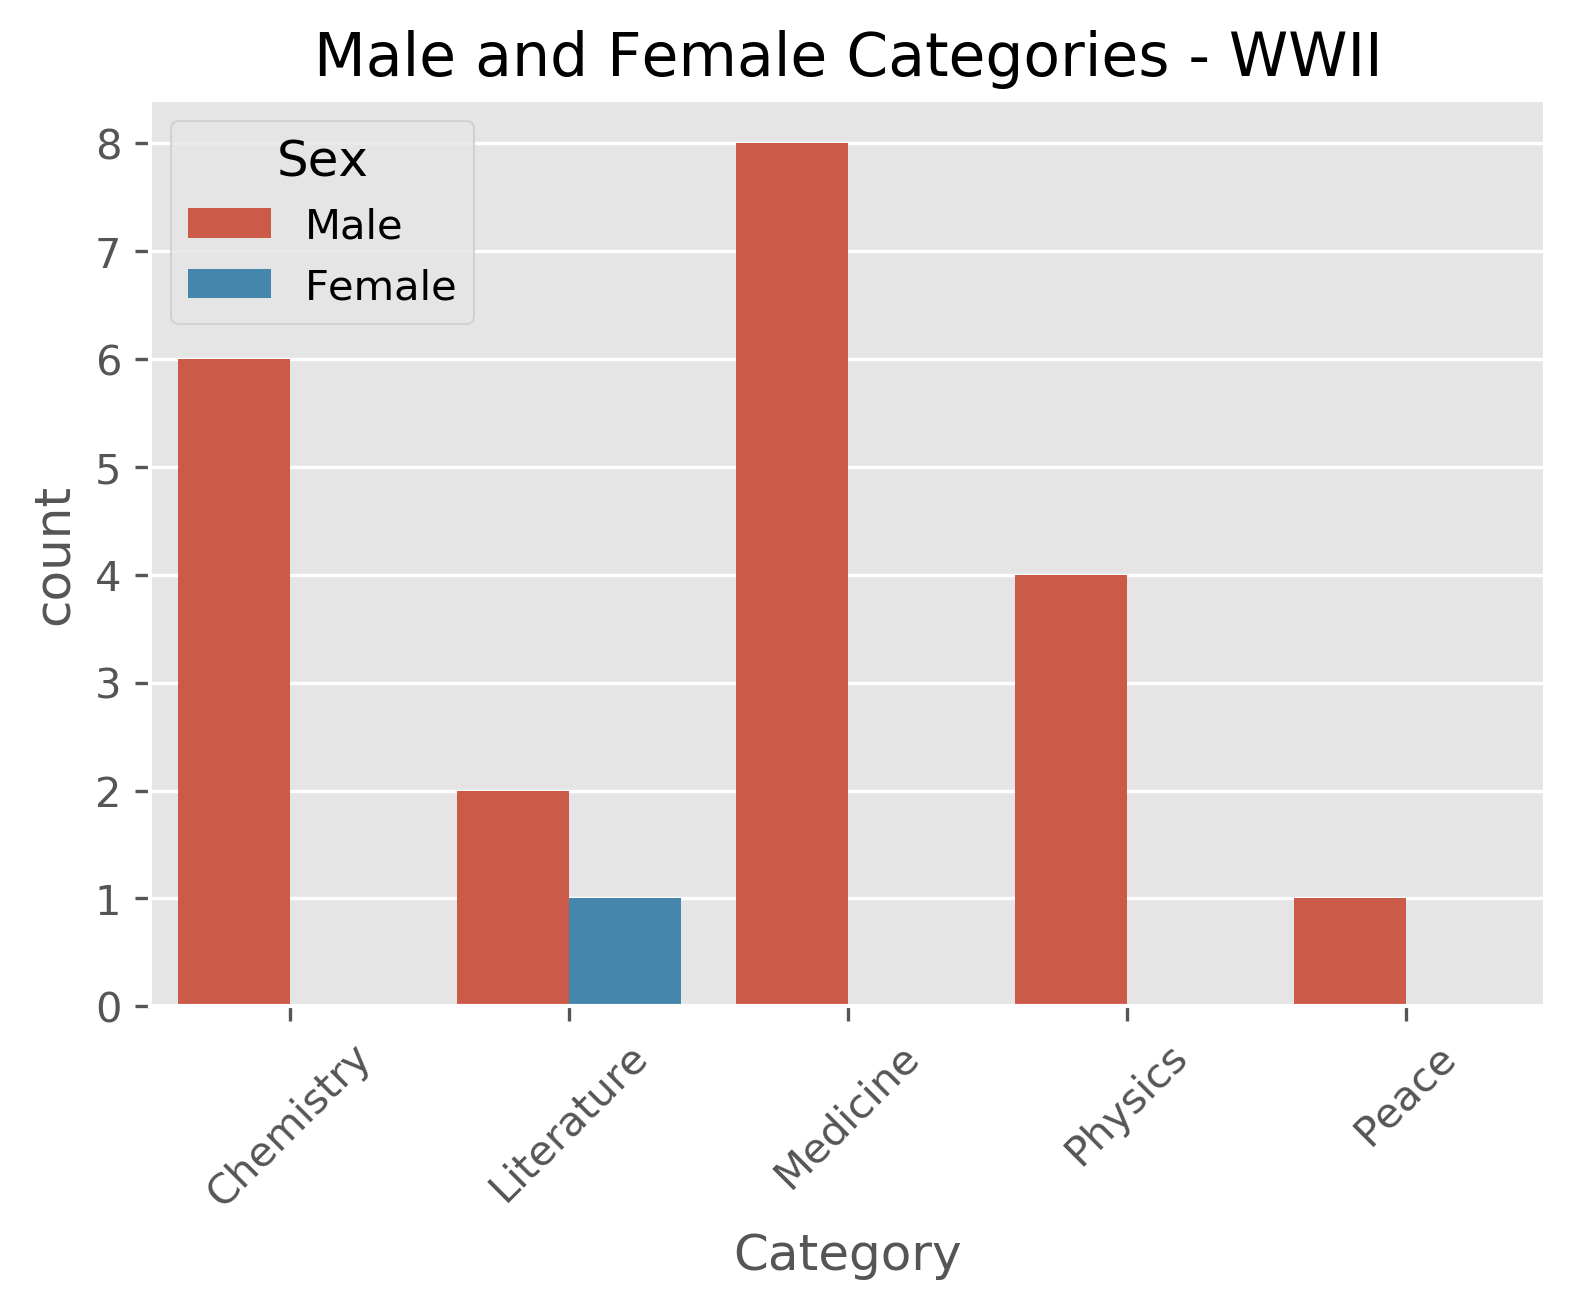 Male and Female Categories - WWII
Sex
Male
Female
8
7
6
5
4
3
2
1
0
count
Chemistry
Literature
Medicine
Physics
Peace
Category